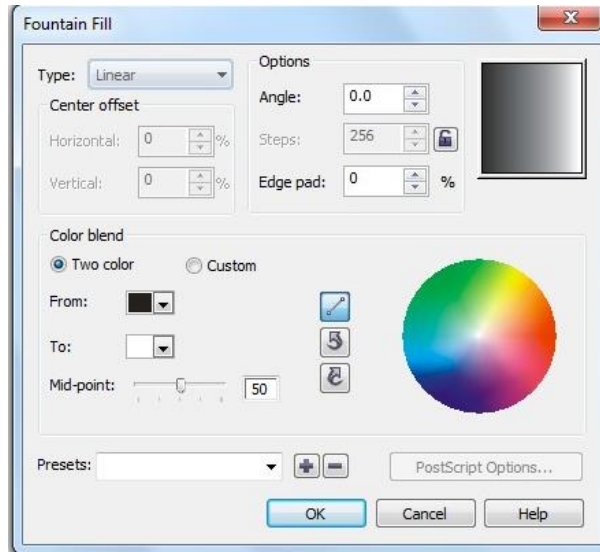 Fountain Fill
Type: Linear
Center offset
Horizontal: 0 %
Vertical: 0 %
Options
Angle: 0.0
Steps: 256
Edge pad: 0 %
Color blend
Two color Custom
From:
To:
Mid-point: 50
Presets:
PostScript Options...
OK Cancel Help